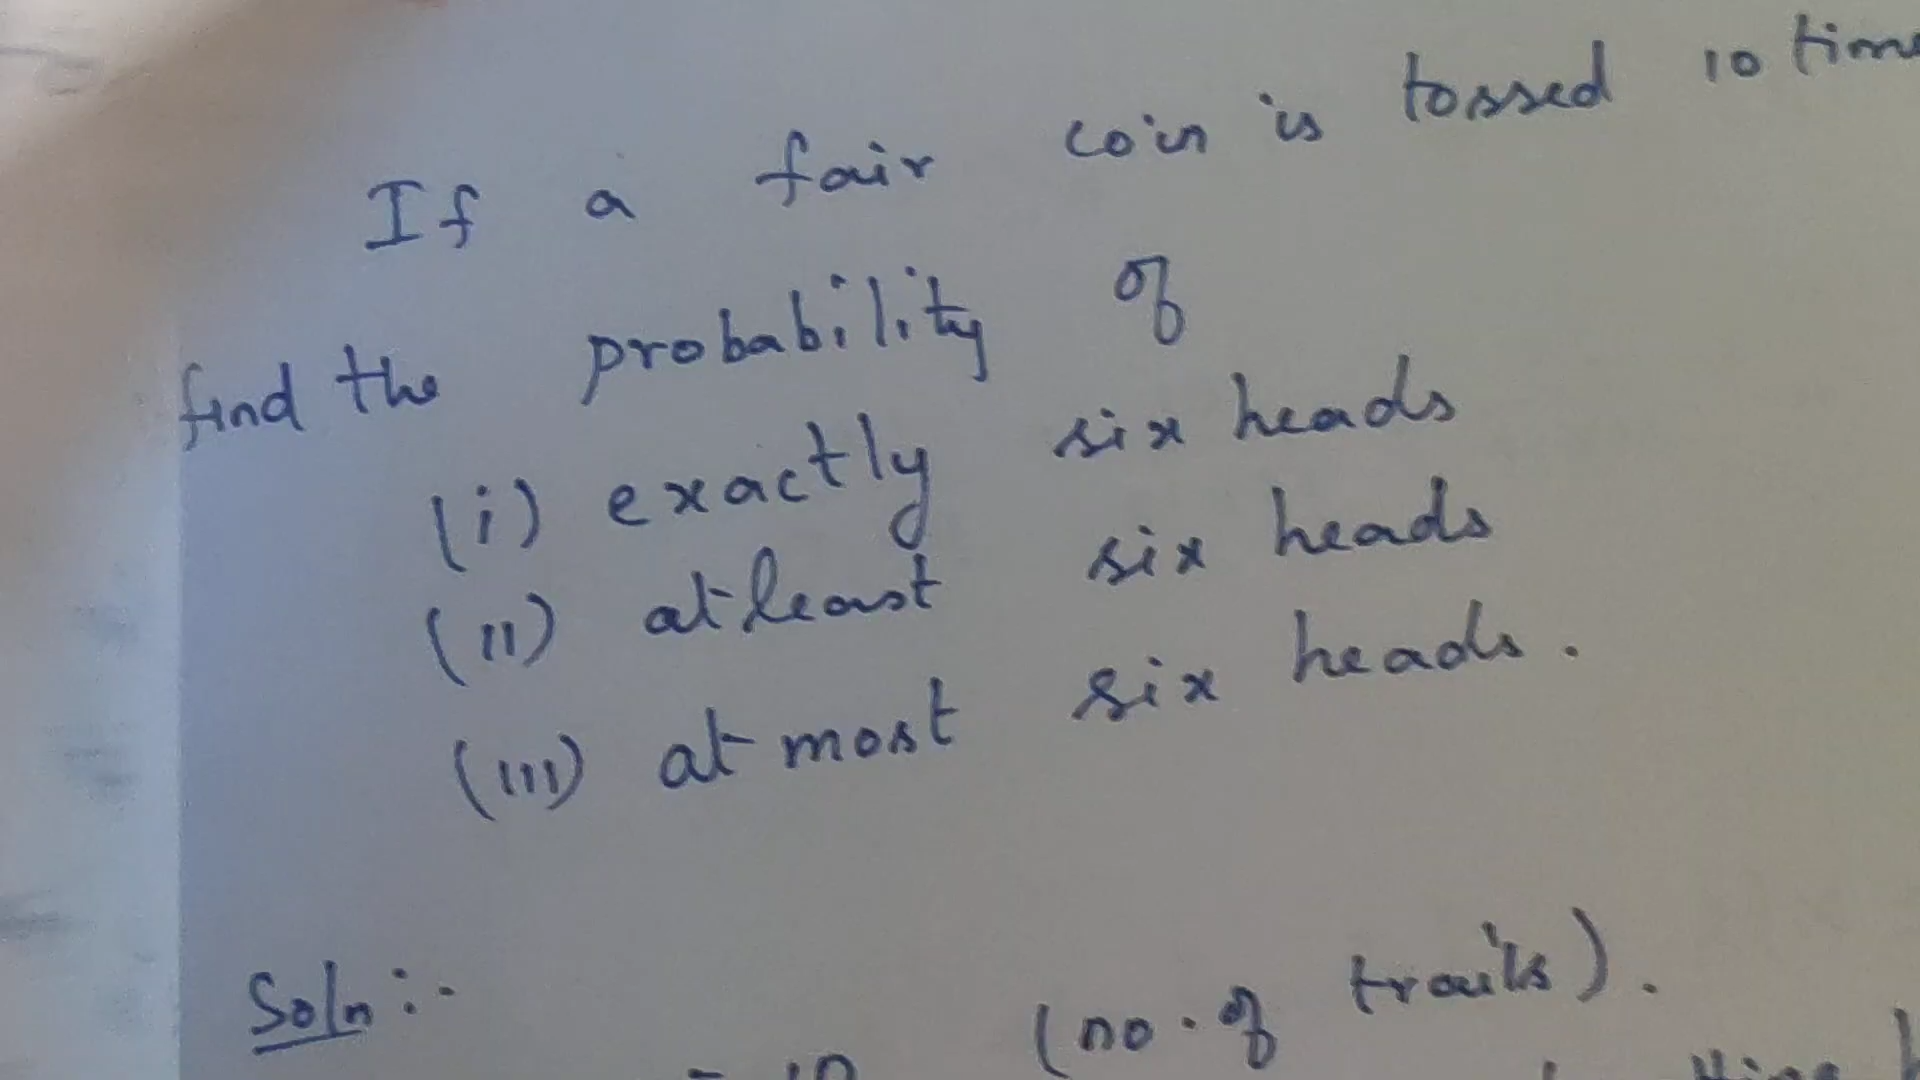 If a fair coin is tossed 10 time
find the probability of
(i) exactly six heads
(ii) atleast six heads
(iii) at most six heads.
Soln :-
(no. of trails).
= 10